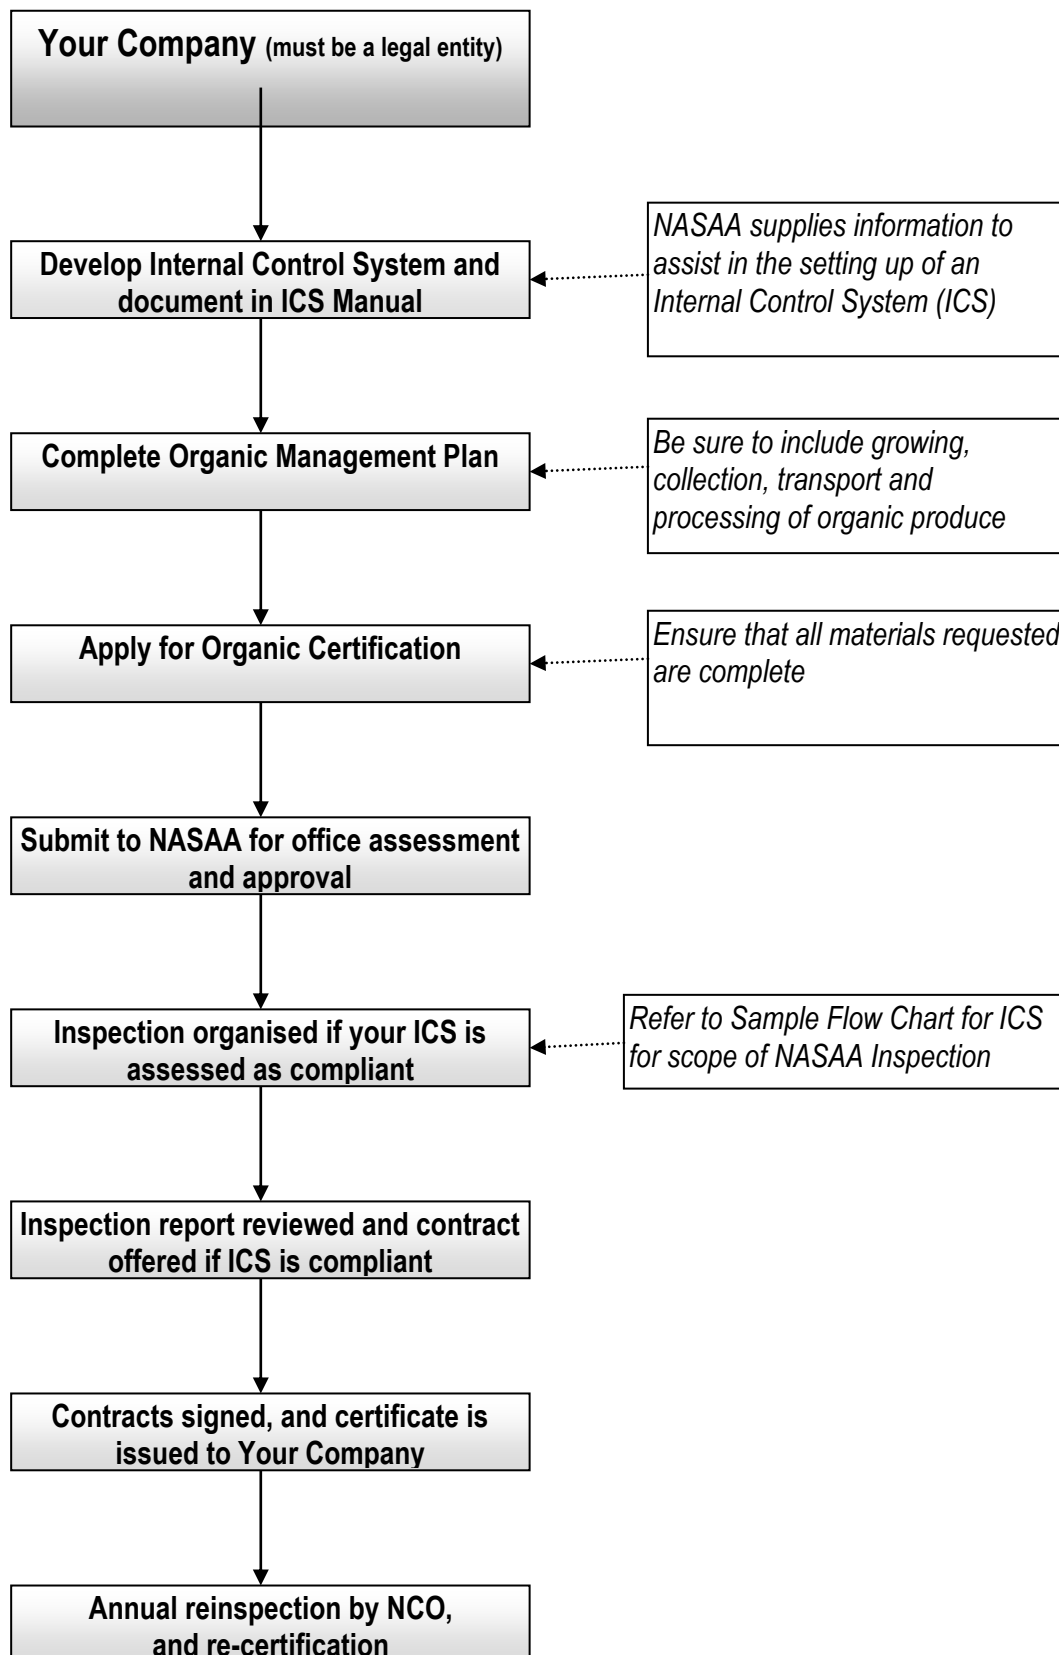 Your Company (must be a legal entity)
Develop Internal Control System and
document in ICS Manual
NASAA supplies information to
assist in the setting up of an
Internal Control System (ICS)
Complete Organic Management Plan
Be sure to include growing,
collection, transport and
processing of organic produce
Apply for Organic Certification
Ensure that all materials requested
are complete
Submit to NASAA for office assessment
and approval
Inspection organised if your ICS is
assessed as compliant
Refer to Sample Flow Chart for ICS
for scope of NASAA Inspection
Inspection report reviewed and contract
offered if ICS is compliant
Contracts signed, and certificate is
issued to Your Company
Annual reinspection by NCO,
and re-certification